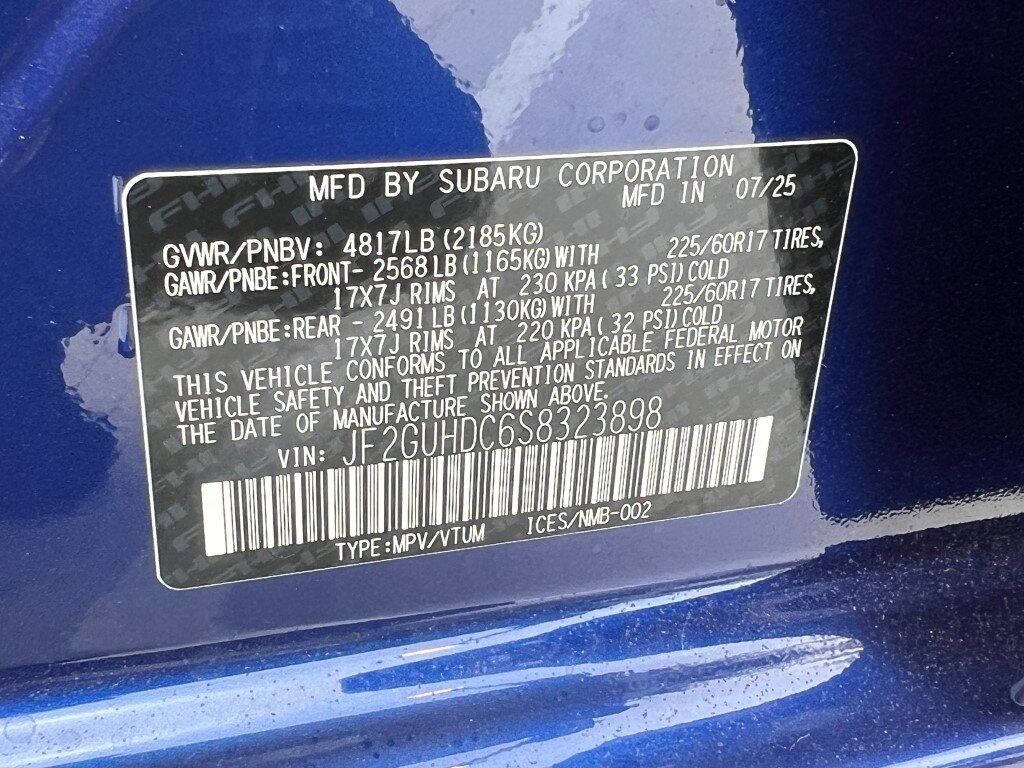 MFD BY SUBARU CORPORATION
MFD IN 07/25
GVWR/PNBV: 4817LB (2185KG)
GAWR/PNBE:FRONT- 2568LB (1165KG) WITH 225/60R17 TIRES,
17X7J RIMS AT 230 KPA ( 33 PSI) COLD
GAWR/PNBE:REAR - 2491LB (1130KG) WITH 225/60R17 TIRES,
17X7J RIMS AT 220 KPA ( 32 PSI) COLD
THIS VEHICLE CONFORMS TO ALL APPLICABLE FEDERAL MOTOR
VEHICLE SAFETY AND THEFT PREVENTION STANDARDS IN EFFECT ON
THE DATE OF MANUFACTURE SHOWN ABOVE.
VIN: JF2GUHDC6S8323898
TYPE:MPV/VTUM ICES/NMB-002